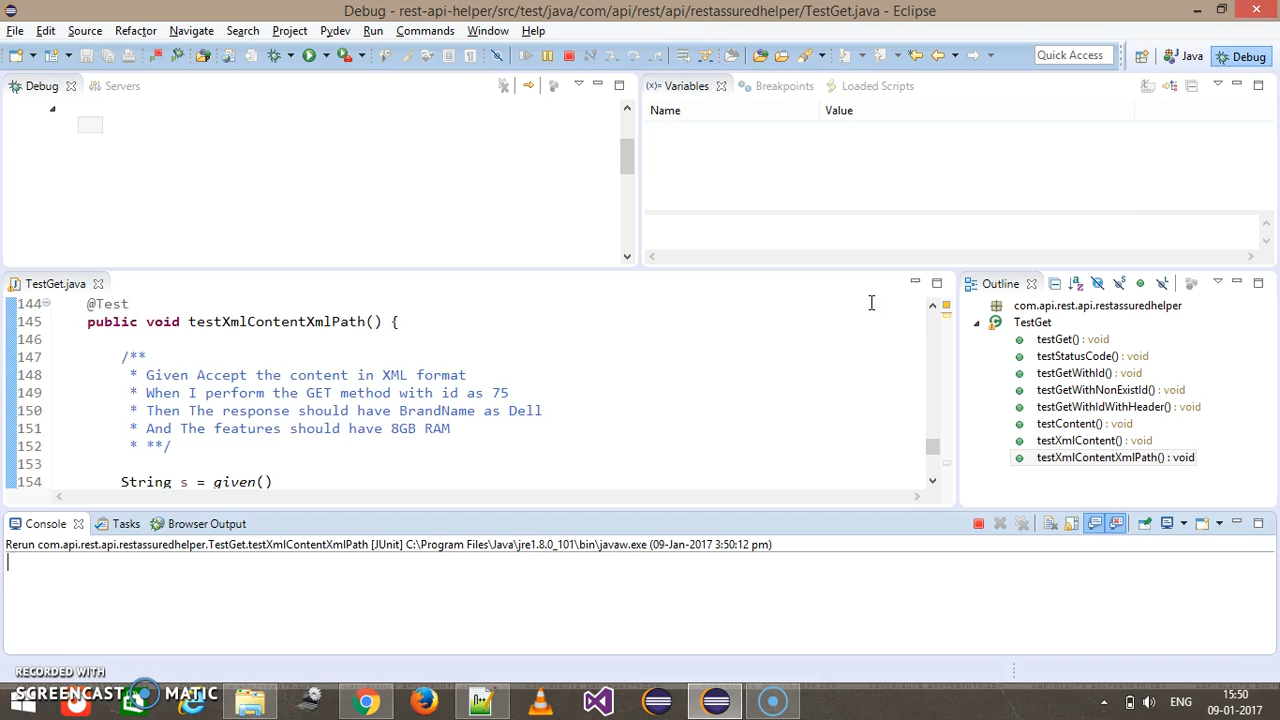 Debug - rest-api-helper/src/test/java/com/api/rest/api/restassuredhelper/TestGet.java - Eclipse
File Edit Source Refactor Navigate Search Project Pydev Run Commands Window Help
Quick Access Java Debug
Debug Servers
(x)= Variables Breakpoints Loaded Scripts
Name Value
TestGet.java
Outline
144 @Test
145 public void testXmlContentXmlPath() {
146
147 /**
148 * Given Accept the content in XML format
149 * When I perform the GET method with id as 75
150 * Then The response should have BrandName as Dell
151 * And The features should have 8GB RAM
152 * **/
153
154 String s = given()
com.api.rest.api.restassuredhelper
TestGet
testGet() : void
testStatusCode() : void
testGetWithId() : void
testGetWithNonExistId() : void
testGetWithIdWithHeader() : void
testContent() : void
testXmlContent() : void
testXmlContentXmlPath() : void
Console Tasks Browser Output
Rerun com.api.rest.api.restassuredhelper.TestGet.testXmlContentXmlPath [JUnit] C:\Program Files\Java\jre1.8.0_101\bin\javaw.exe (09-Jan-2017 3:50:12 pm)
RECORDED WITH
SCREENCAST MATIC
ENG
15:50
09-01-2017